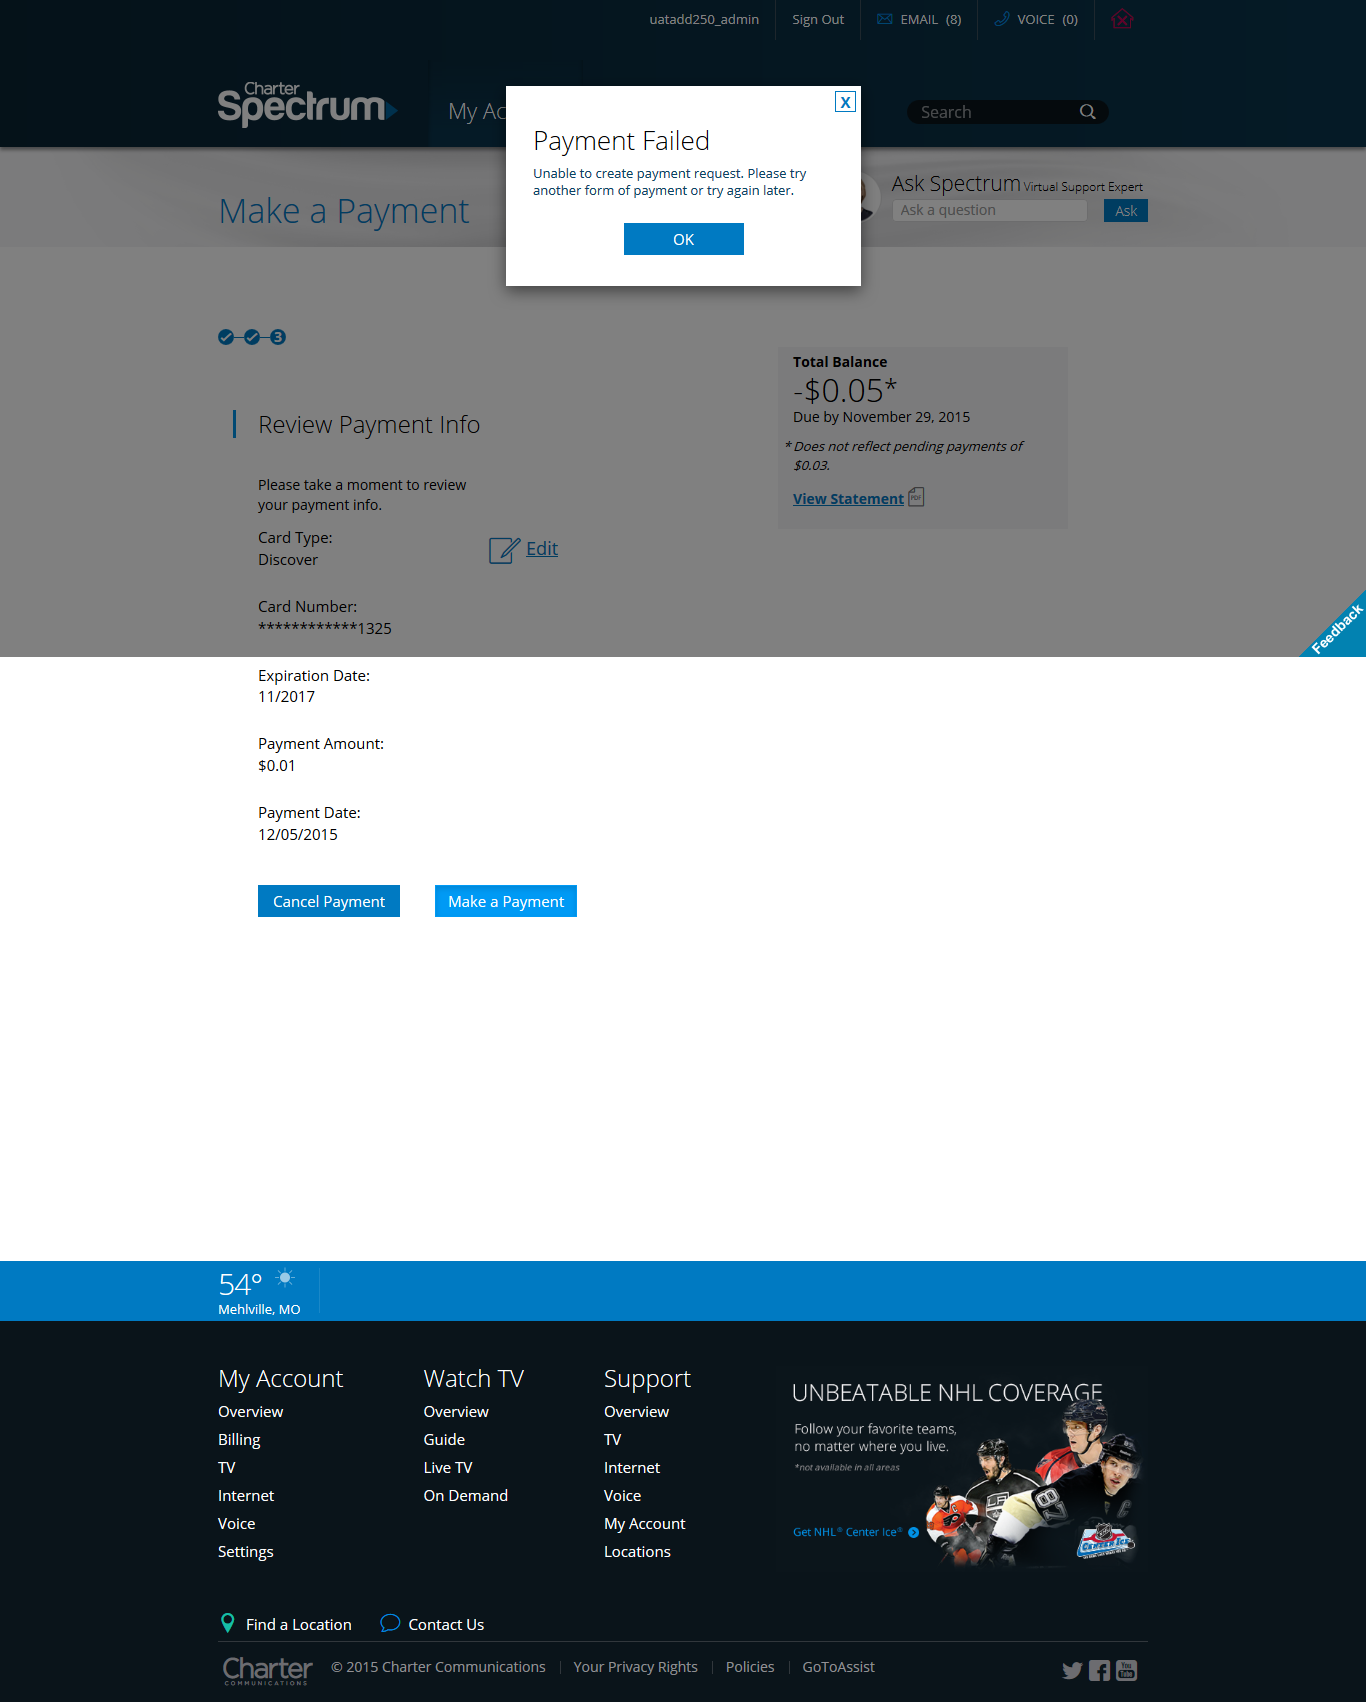 uatadd250_admin
Sign Out
EMAIL (8)
VOICE (0)
Charter
Spectrum
My Ac
Search
X
Payment Failed
Unable to create payment request. Please try
another form of payment or try again later.
OK
Make a Payment
Ask Spectrum Virtual Support Expert
Ask a question
Ask
3
Total Balance
-$0.05*
Due by November 29, 2015
* Does not reflect pending payments of
$0.03.
View Statement
PDF
Review Payment Info
Please take a moment to review
your payment info.
Card Type:
Discover
Edit
Card Number:
************1325
Feedback
Expiration Date:
11/2017
Payment Amount:
$0.01
Payment Date:
12/05/2015
Cancel Payment
Make a Payment
54°
Mehlville, MO
My Account
Overview
Billing
TV
Internet
Voice
Settings
Watch TV
Overview
Guide
Live TV
On Demand
Support
Overview
TV
Internet
Voice
My Account
Locations
UNBEATABLE NHL COVERAGE
Follow your favorite teams,
no matter where you live.
*not available in all areas
Get NHL® Center Ice®
87
Center Ice
Find a Location
Contact Us
Charter
COMMUNICATIONS
© 2015 Charter Communications
Your Privacy Rights
Policies
GoToAssist
You
Tube